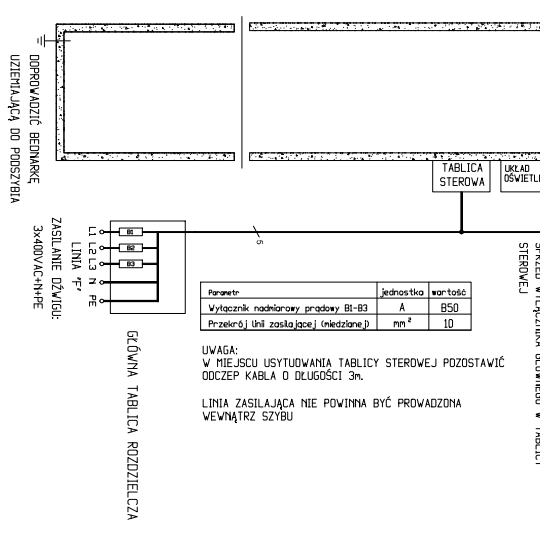 DOPROWADZIĆ BEDNARKĘ
UZIEMIAJĄCĄ DO PODSZYBIA
TABLICA
STEROWA
UKŁAD
ZASILANIE DŹWIGU:
LINIA "F"
3x400VAC+N+PE
L1
L2
L3
N
PE
B1
B2
B3
5
GŁÓWNA TABLICA ROZDZIELCZA
Parametr jednostka wartość
Wyłącznik nadmiarowy prądowy B1-B3 A B50
Przekrój linii zasilającej (miedzianej) mm² 10
UWAGA:
W MIEJSCU USYTUOWANIA TABLICY STEROWEJ POZOSTAWIĆ
ODCZEP KABLA O DŁUGOŚCI 3m.
LINIA ZASILAJĄCA NIE POWINNA BYĆ PROWADZONA
WEWNĄTRZ SZYBU
STEROWEJ